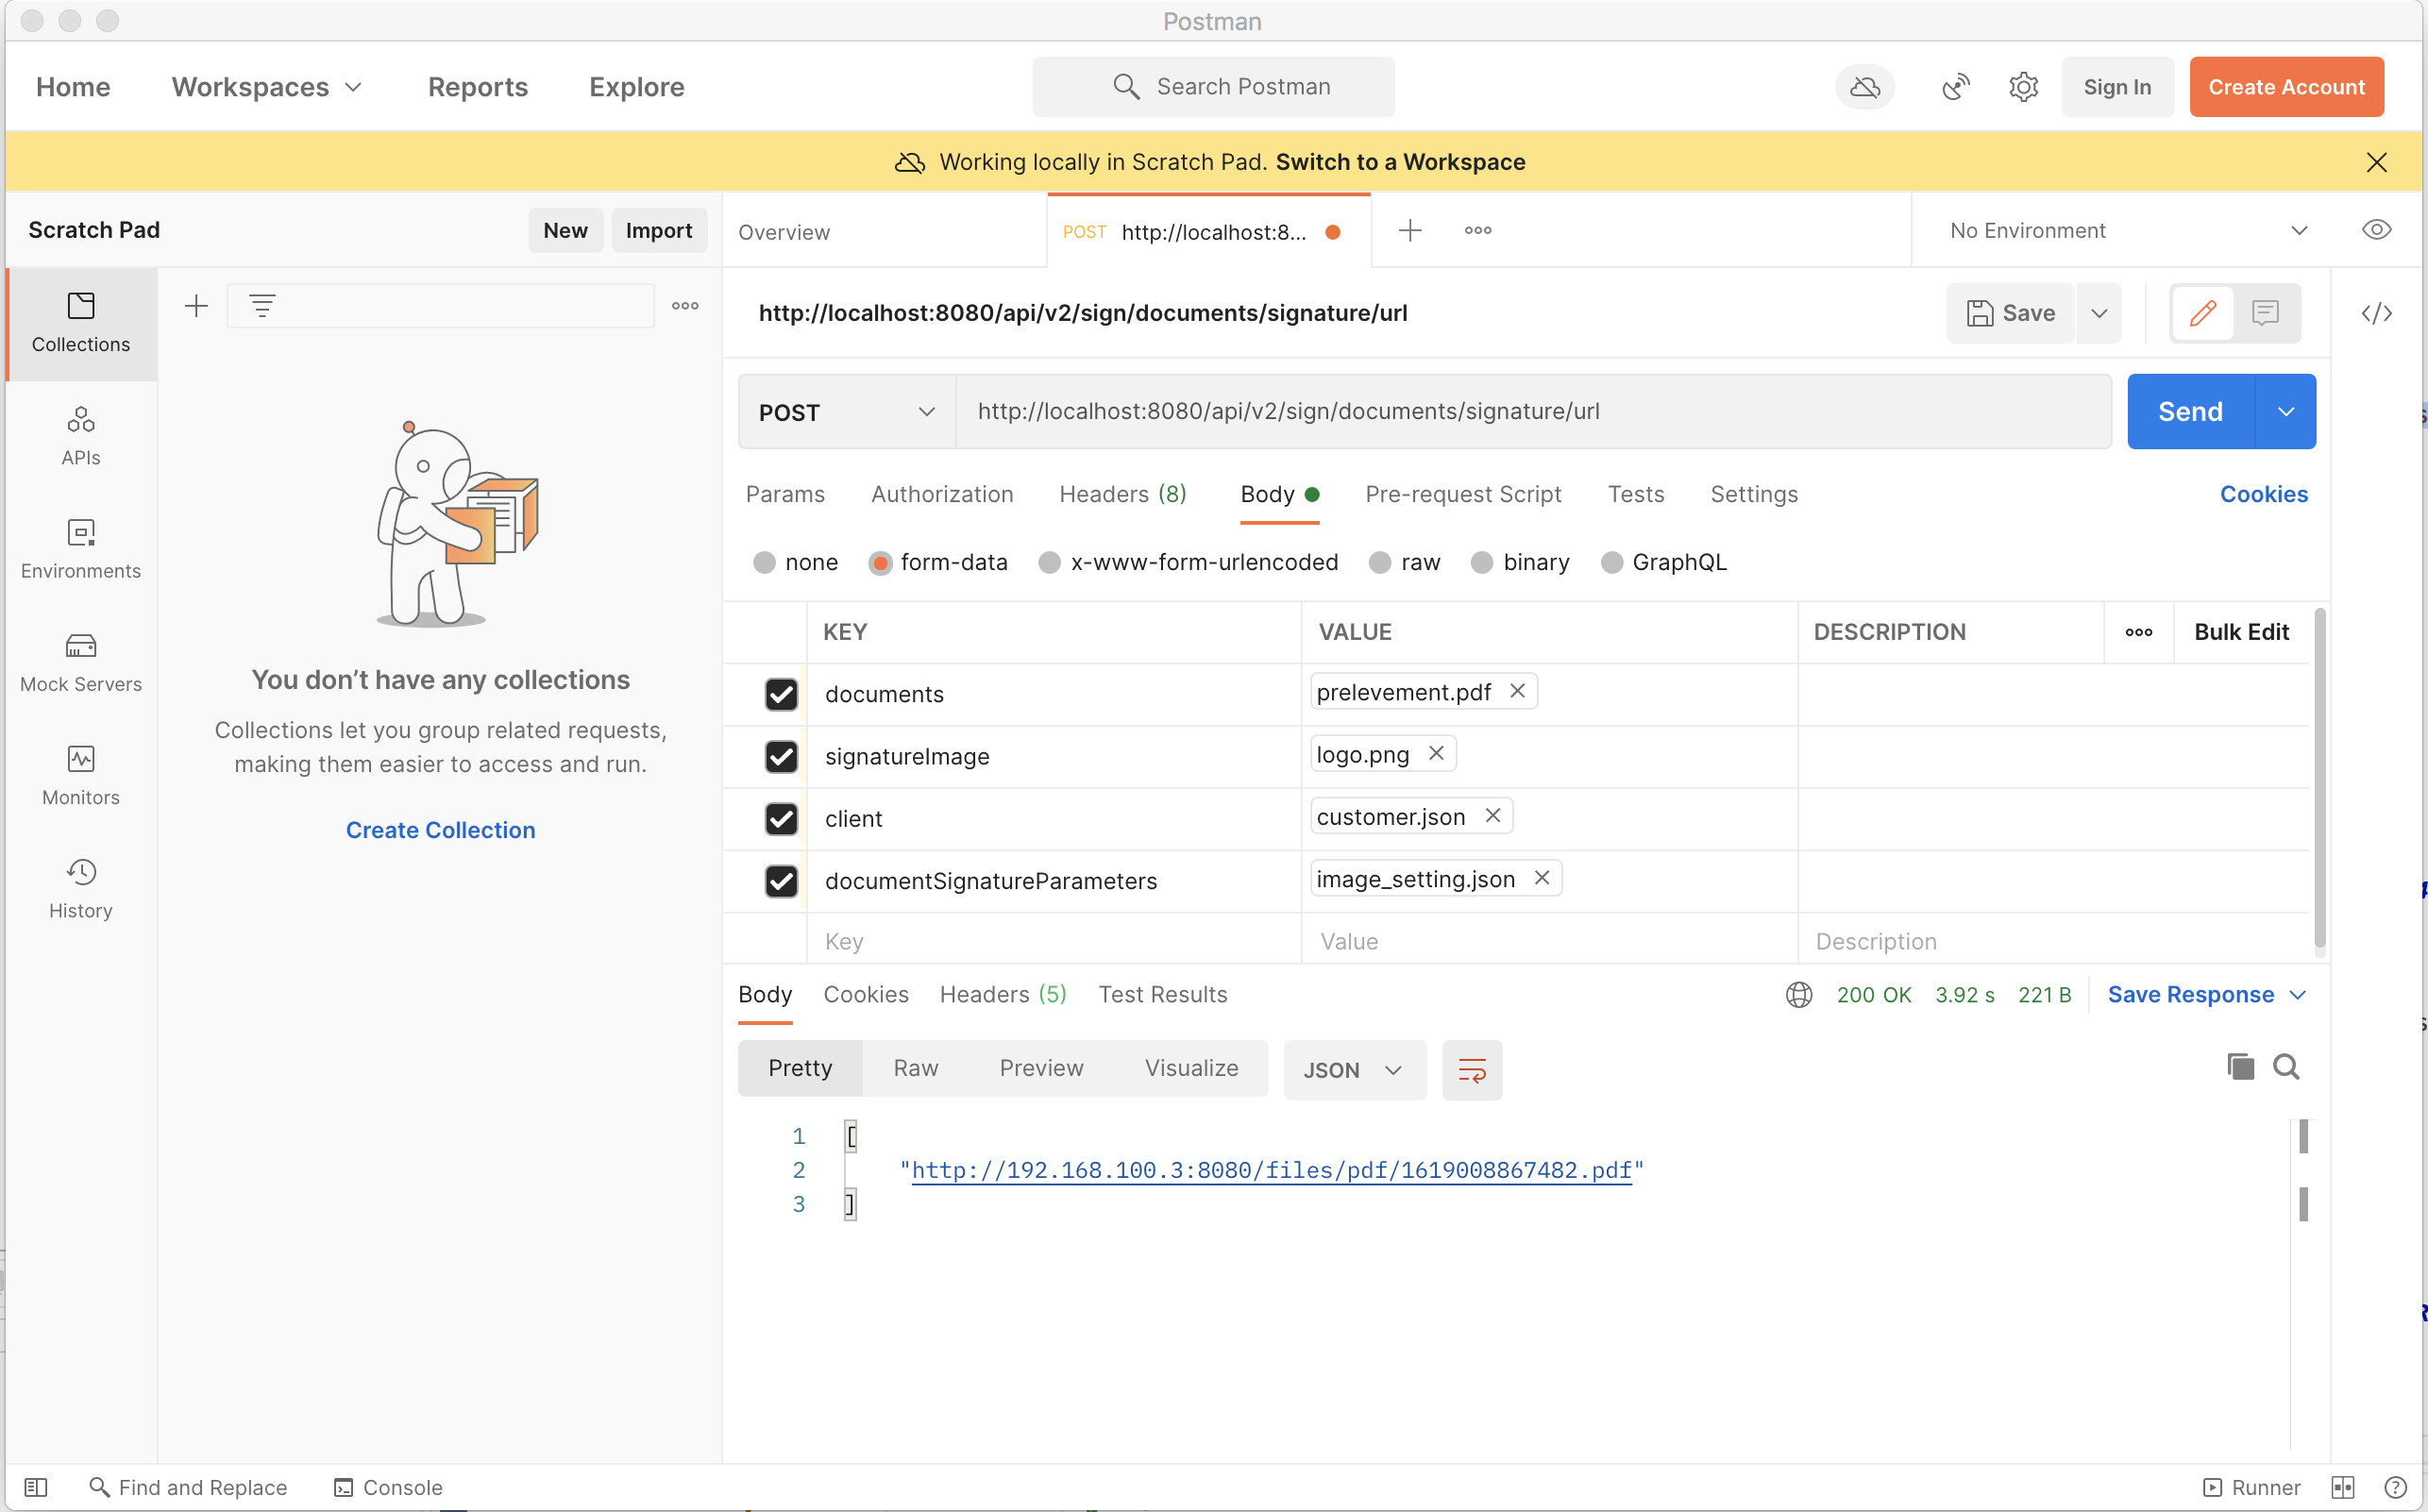 Postman
Home Workspaces Reports Explore Search Postman Sign In Create Account
Working locally in Scratch Pad. Switch to a Workspace
Scratch Pad New Import Overview POST http://localhost:8... No Environment
Collections
APIs
Environments
Mock Servers
Monitors
History
You don’t have any collections
Collections let you group related requests,
making them easier to access and run.
Create Collection
http://localhost:8080/api/v2/sign/documents/signature/url Save
POST http://localhost:8080/api/v2/sign/documents/signature/url Send
Params Authorization Headers (8) Body Pre-request Script Tests Settings Cookies
none form-data x-www-form-urlencoded raw binary GraphQL
KEY VALUE DESCRIPTION Bulk Edit
documents prelevement.pdf
signatureImage logo.png
client customer.json
documentSignatureParameters image_setting.json
Key Value Description
Body Cookies Headers (5) Test Results 200 OK 3.92 s 221 B Save Response
Pretty Raw Preview Visualize JSON
1 [
2 "http://192.168.100.3:8080/files/pdf/1619008867482.pdf"
3 ]
Find and Replace Console Runner